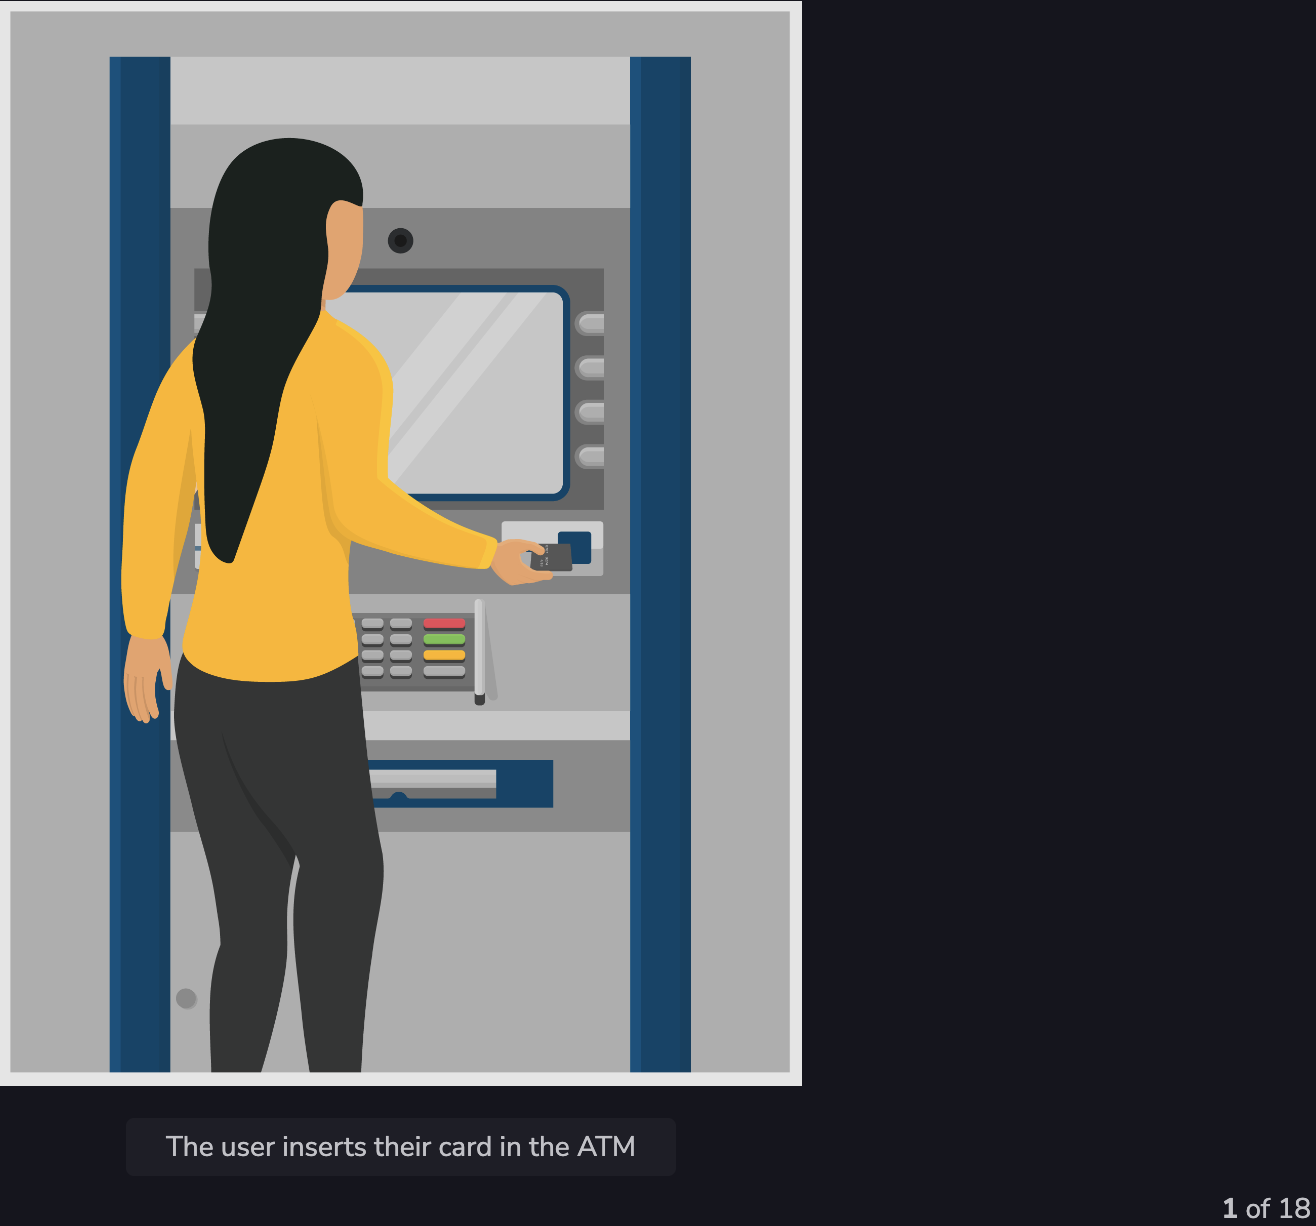 The user inserts their card in the ATM
1 of 18